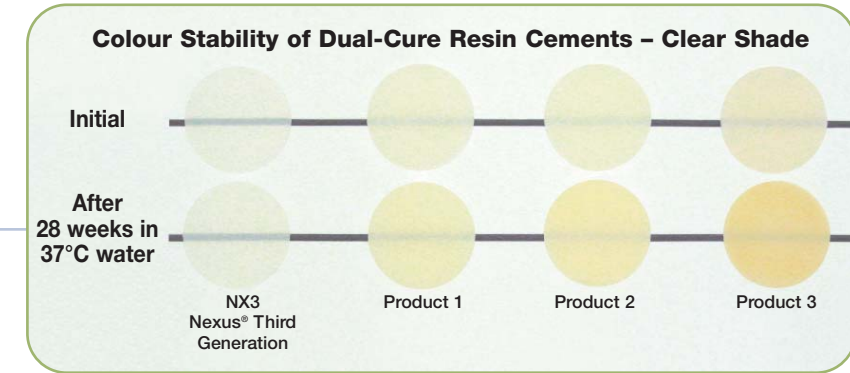 Colour Stability of Dual-Cure Resin Cements – Clear Shade
Initial
After
28 weeks in
37°C water
NX3
Nexus® Third
Generation
Product 1
Product 2
Product 3